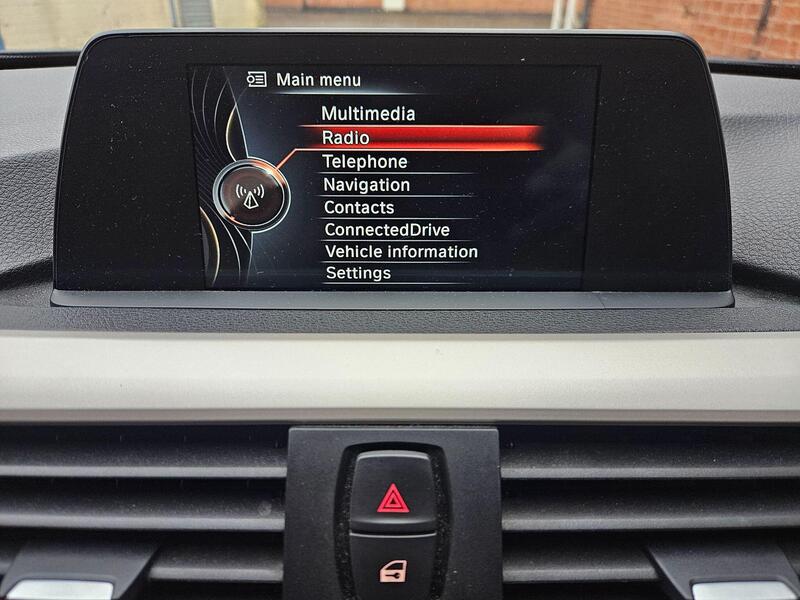 Main menu
Multimedia
Radio
Telephone
Navigation
Contacts
ConnectedDrive
Vehicle information
Settings